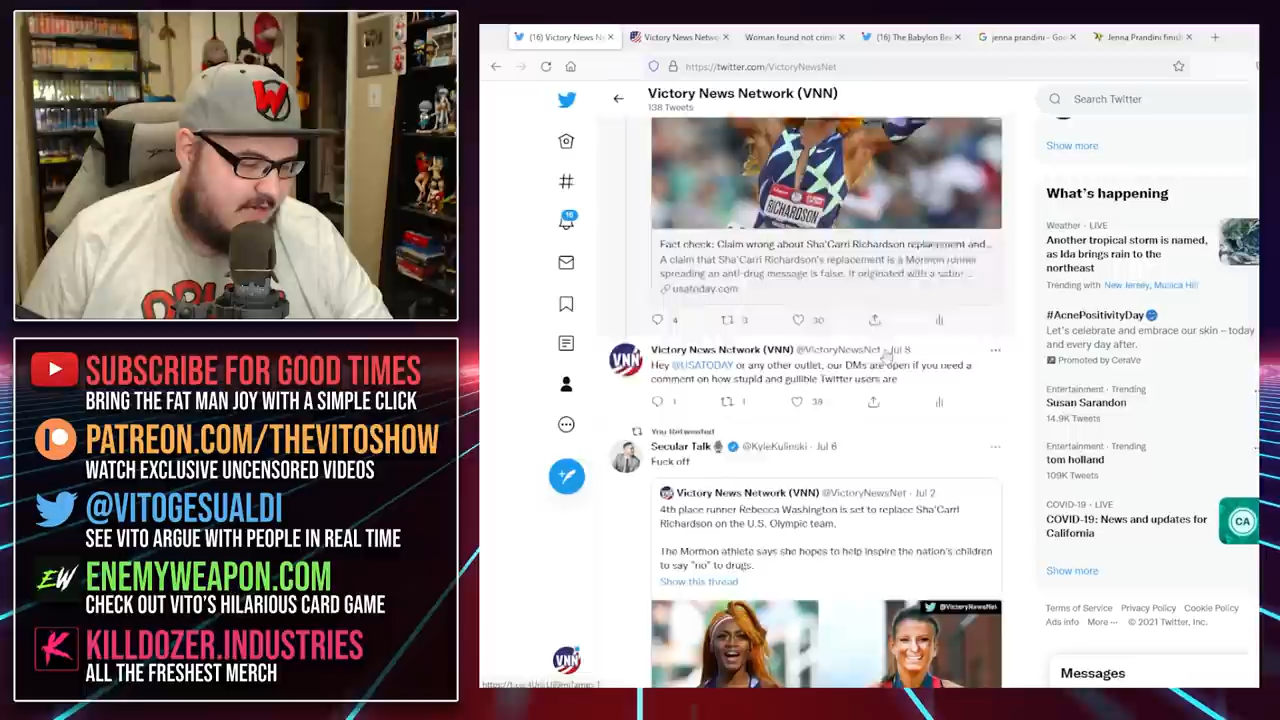 W
SUBSCRIBE FOR GOOD TIMES
BRING THE FAT MAN JOY WITH A SIMPLE CLICK
PATREON.COM/THEVITOSHOW
WATCH EXCLUSIVE UNCENSORED VIDEOS
@VITOGESUALDI
SEE VITO ARGUE WITH PEOPLE IN REAL TIME
EW
ENEMYWEAPON.COM
CHECK OUT VITO'S HILARIOUS CARD GAME
K
KILLDOZER.INDUSTRIES
ALL THE FRESHEST MERCH
(16) Victory News N
Victory News Netwo
Woman found not crim
(16) The Babylon Be
jenna prandini - Goo
Jenna Prandini finis
https://twitter.com/VictoryNewsNet
Victory News Network (VNN)
138 Tweets
16
RICHARDSON
Fact check: Claim wrong about Sha'Carri Richardson replacement and...
A claim that Sha'Carri Richardson's replacement is a Mormon runner
spreading an anti-drug message is false. It originated with a satire ...
usatoday.com
4 3 30
VNN
Victory News Network (VNN) @VictoryNewsNet · Jul 8
Hey @USATODAY or any other outlet, our DMs are open if you need a
comment on how stupid and gullible Twitter users are
1 1 39
You Retweeted
Secular Talk @KyleKulinski · Jul 6
Fuck off
Victory News Network (VNN) @VictoryNewsNet · Jul 2
4th place runner Rebecca Washington is set to replace Sha'Carri
Richardson on the U.S. Olympic team.
The Mormon athlete says she hopes to help inspire the nation's children
to say "no" to drugs.
Show this thread
@VictoryNewsNet
VNN
Search Twitter
Show more
What's happening
Weather · LIVE
Another tropical storm is named,
as Ida brings rain to the
northeast
Trending with New Jersey, Mullica Hill
#AcnePositivityDay
Let's celebrate and embrace our skin – today
and every day after.
Promoted by CeraVe
Entertainment · Trending
Susan Sarandon
14.9K Tweets
Entertainment · Trending
tom holland
109K Tweets
COVID-19 · LIVE
COVID-19: News and updates for
California
CA
Show more
Terms of Service Privacy Policy Cookie Policy
Ads info More ··· © 2021 Twitter, Inc.
Messages